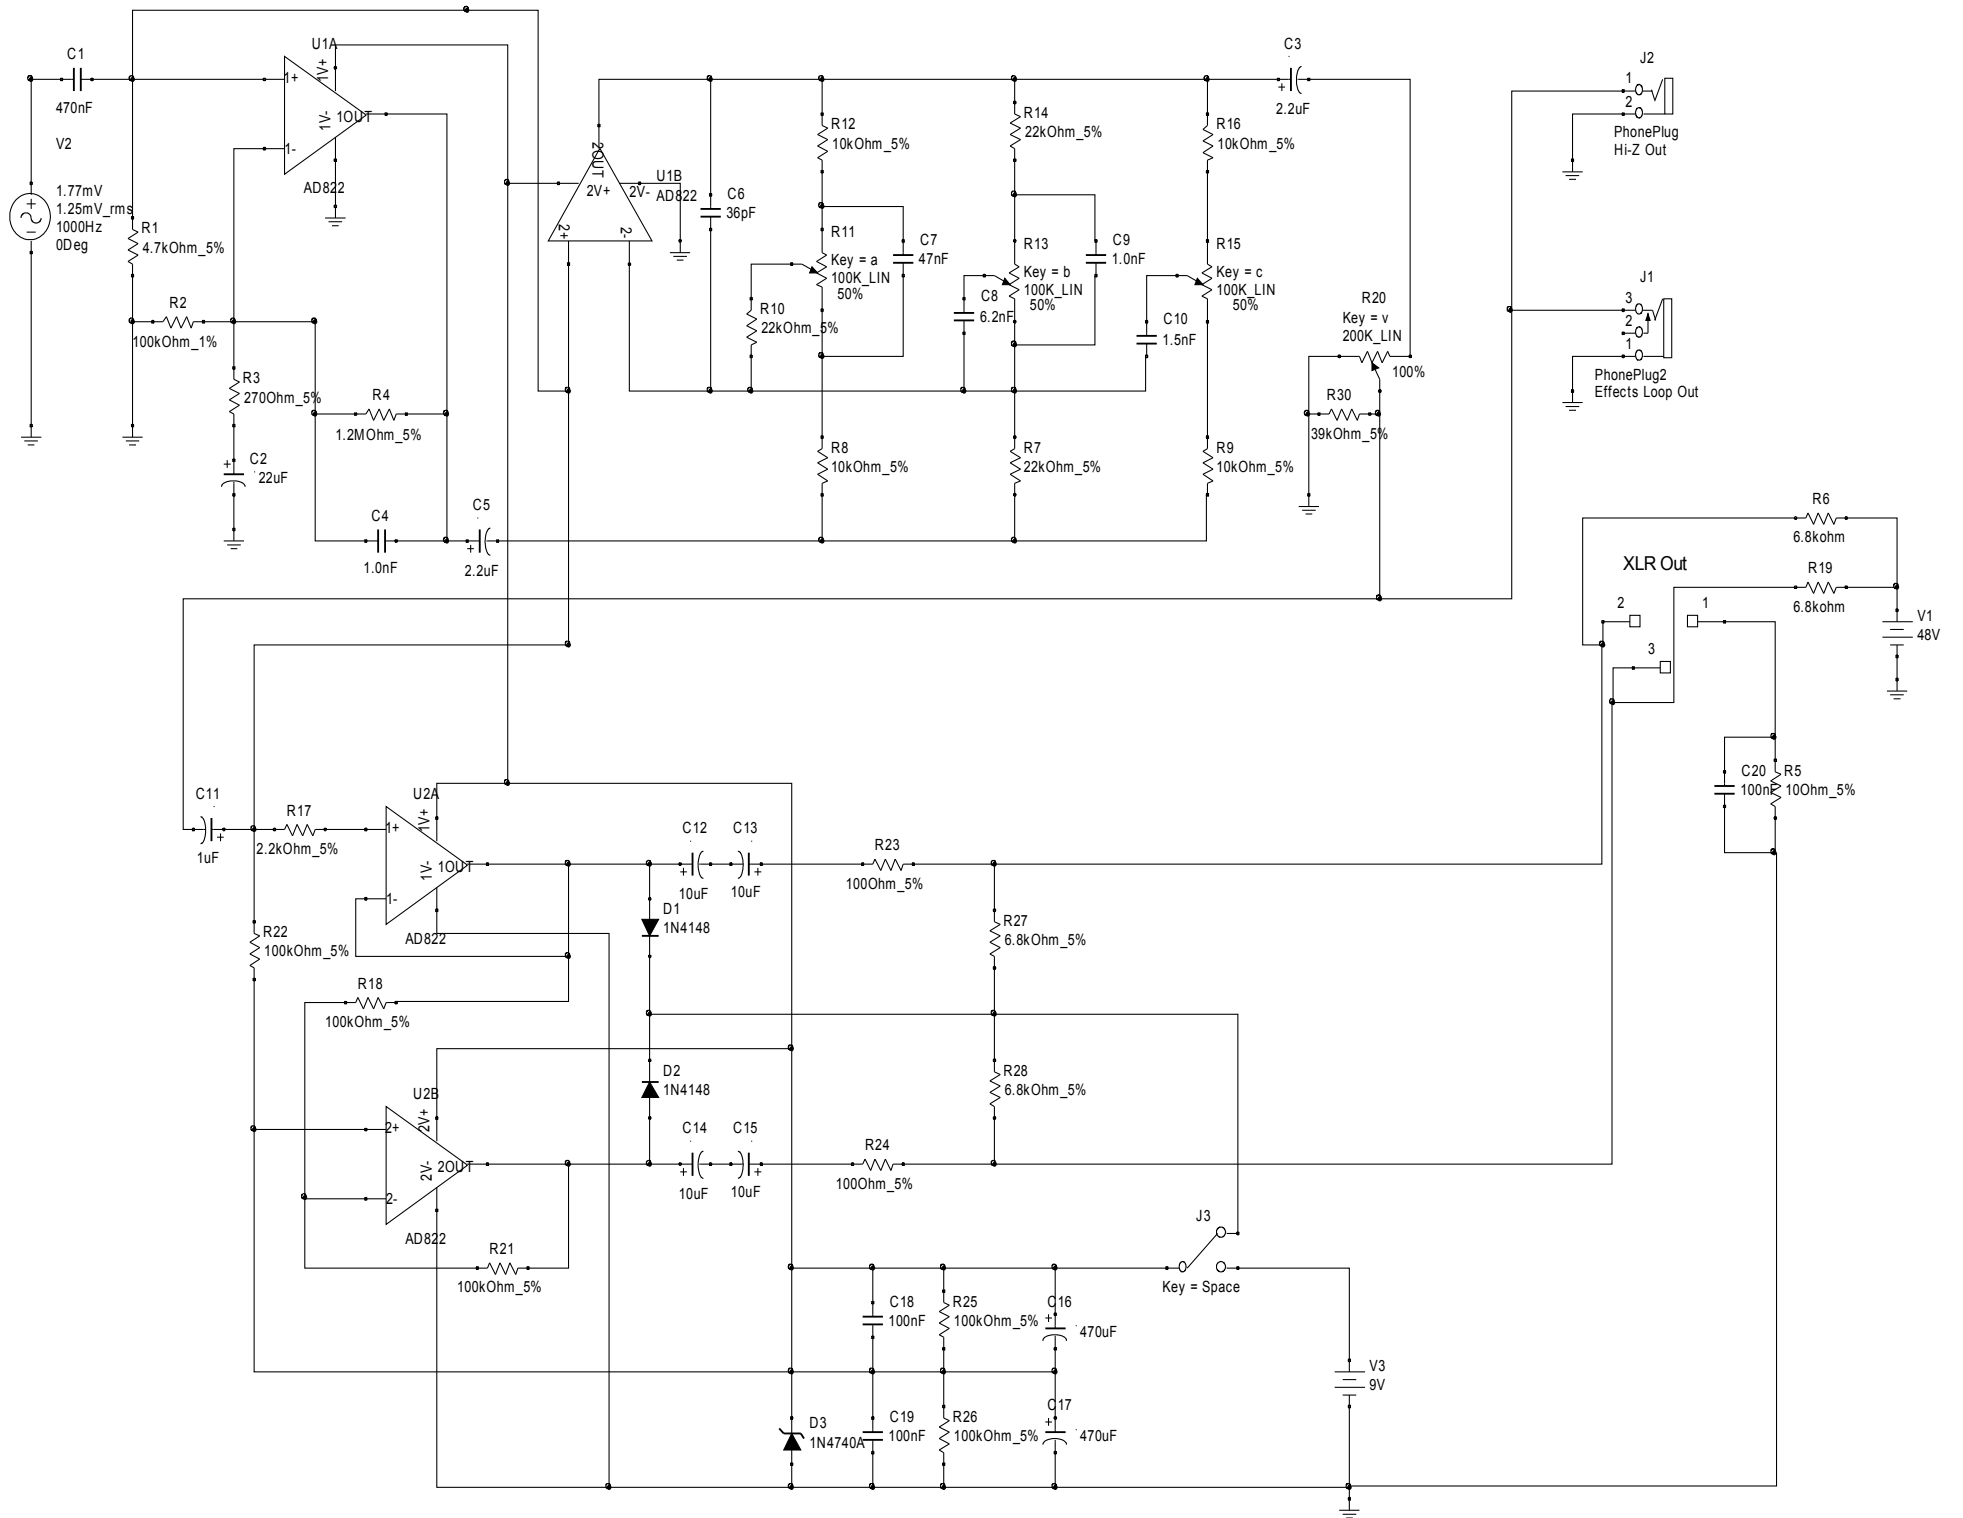 C1
470nF
V2
1.77mV
1.25mV_rms
1000Hz
0Deg
R1
4.7kOhm_5%
R2
100kOhm_1%
R3
270Ohm_5%
C2
22uF
U1A
1+
1V+
1V-
1OUT
1-
AD822
R4
1.2MOhm_5%
C4
1.0nF
C5
2.2uF
2OUT
2V+
2V-
2+
2-
U1B
AD822
C6
36pF
R12
10kOhm_5%
R11
Key = a
100K_LIN
50%
C7
47nF
R10
22kOhm_5%
R8
10kOhm_5%
R14
22kOhm_5%
R13
Key = b
100K_LIN
50%
C9
1.0nF
C8
6.2nF
R7
22kOhm_5%
R16
10kOhm_5%
R15
Key = c
100K_LIN
50%
C10
1.5nF
R9
10kOhm_5%
C3
2.2uF
R20
Key = v
200K_LIN
100%
R30
39kOhm_5%
J2
1
2
PhonePlug
Hi-Z Out
J1
3
2
1
PhonePlug2
Effects Loop Out
R6
6.8kohm
XLR Out
R19
6.8kohm
2
1
3
V1
48V
C20
100nF
R5
10Ohm_5%
C11
1uF
R17
2.2kOhm_5%
U2A
1+
1V+
1V-
1OUT
1-
AD822
C12
10uF
C13
10uF
R23
100Ohm_5%
D1
1N4148
R22
100kOhm_5%
R27
6.8kOhm_5%
R18
100kOhm_5%
D2
1N4148
R28
6.8kOhm_5%
U2B
2+
2V+
2V-
2OUT
2-
AD822
C14
10uF
C15
10uF
R24
100Ohm_5%
R21
100kOhm_5%
J3
Key = Space
C18
100nF
R25
100kOhm_5%
C16
470uF
V3
9V
D3
1N4740A
C19
100nF
R26
100kOhm_5%
C17
470uF